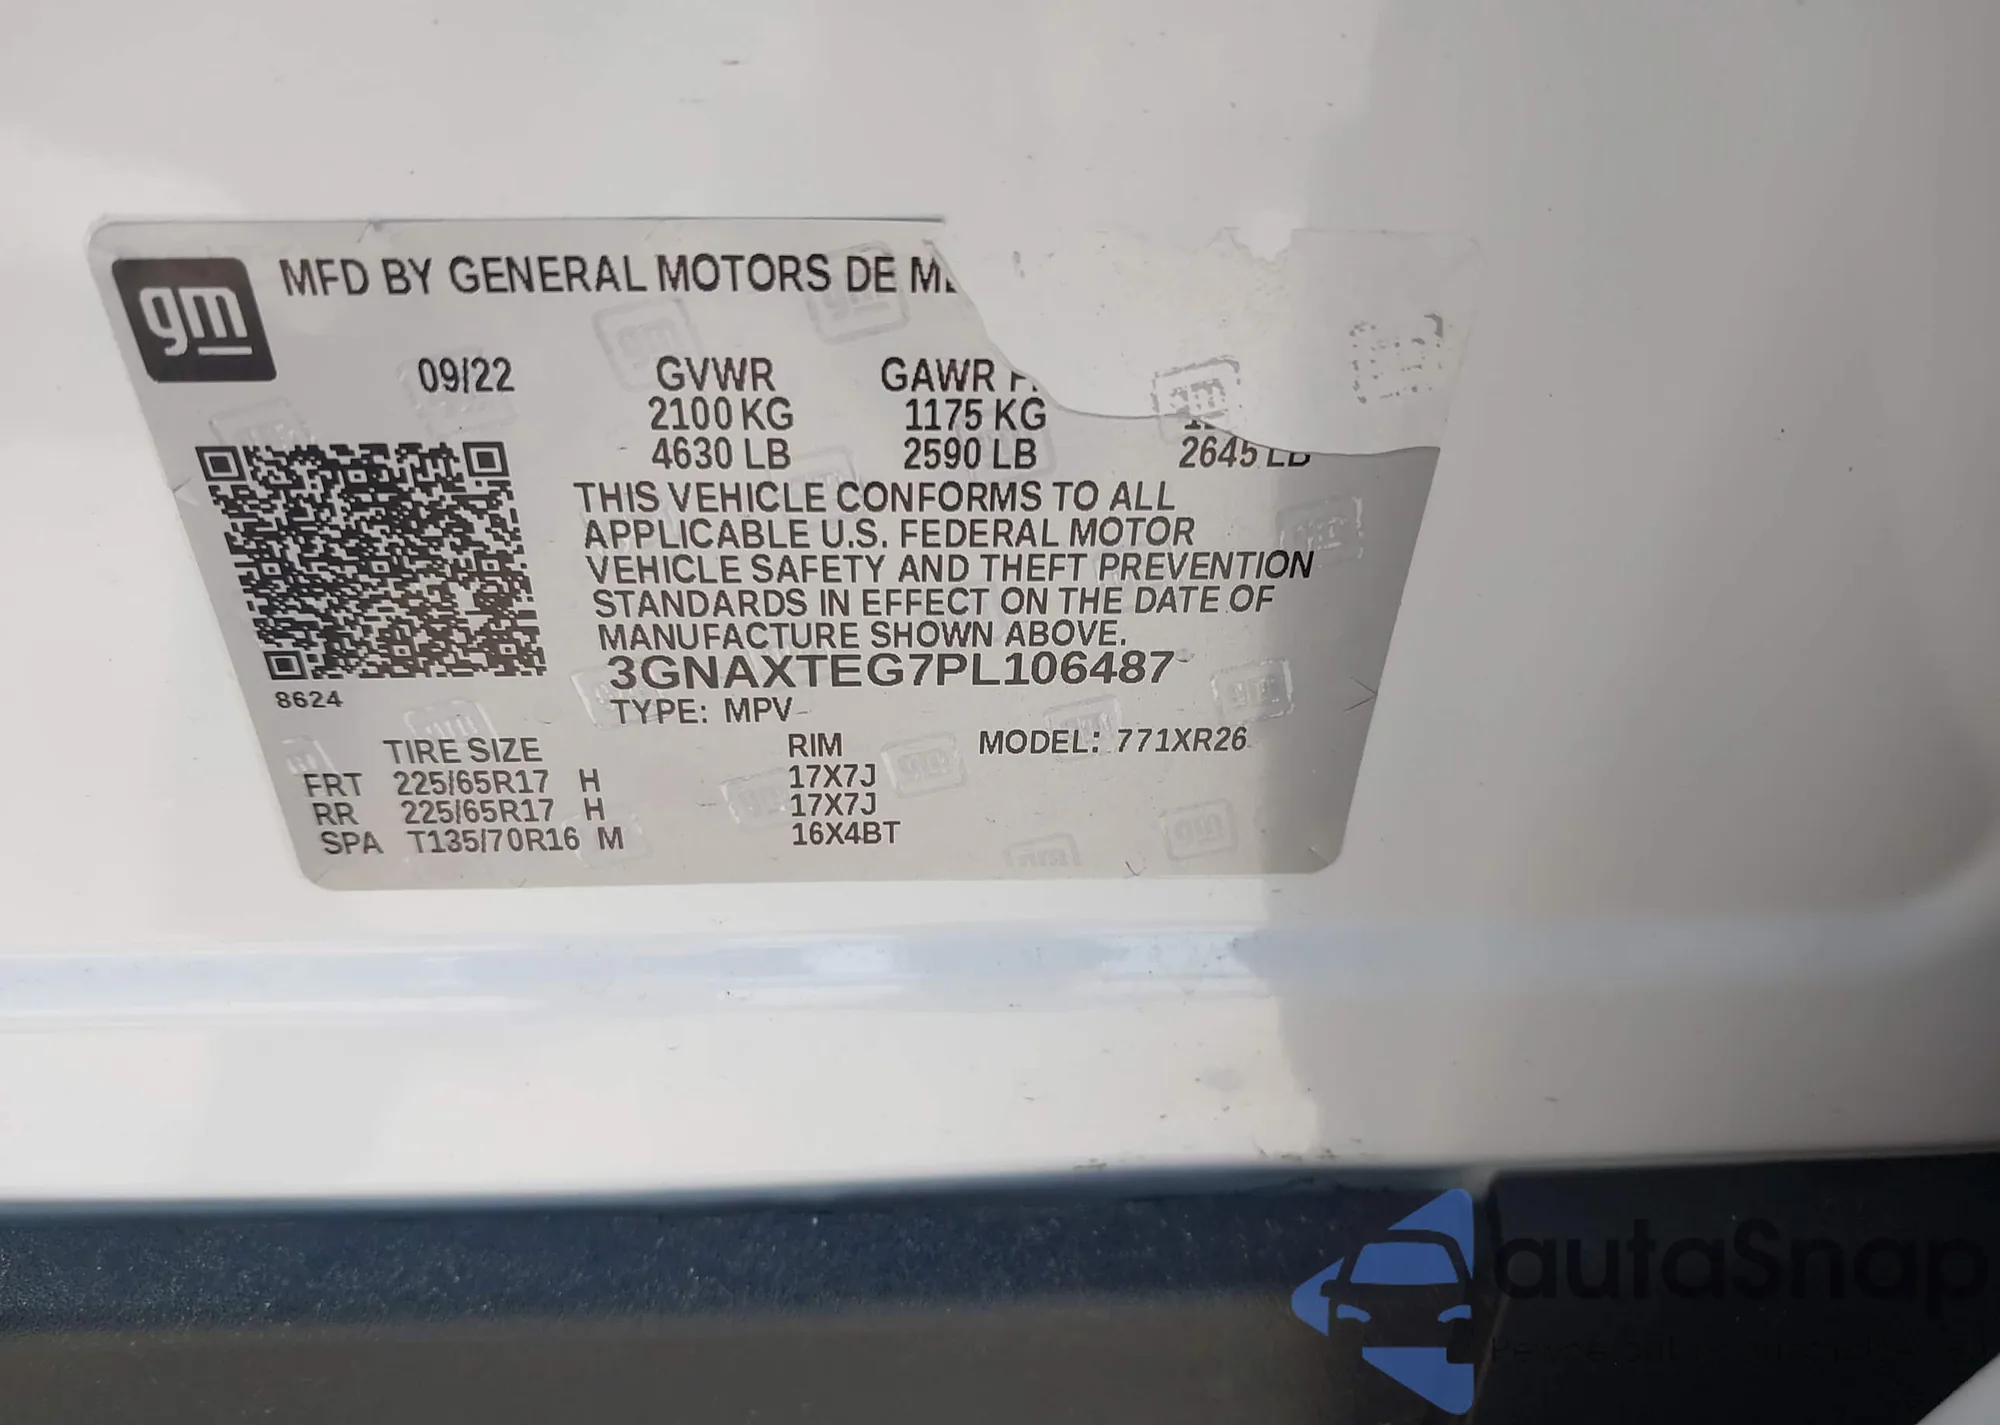 gm
MFD BY GENERAL MOTORS DE
09/22 GVWR GAWR
2100 KG 1175 KG
4630 LB 2590 LB 2645 LB
THIS VEHICLE CONFORMS TO ALL
APPLICABLE U.S. FEDERAL MOTOR
VEHICLE SAFETY AND THEFT PREVENTION
STANDARDS IN EFFECT ON THE DATE OF
MANUFACTURE SHOWN ABOVE.
3GNAXTEG7PL106487
8624
TYPE: MPV
TIRE SIZE RIM MODEL: 771XR26
FRT 225/65R17 H 17X7J
RR 225/65R17 H 17X7J
SPA T135/70R16 M 16X4BT
autaSnap